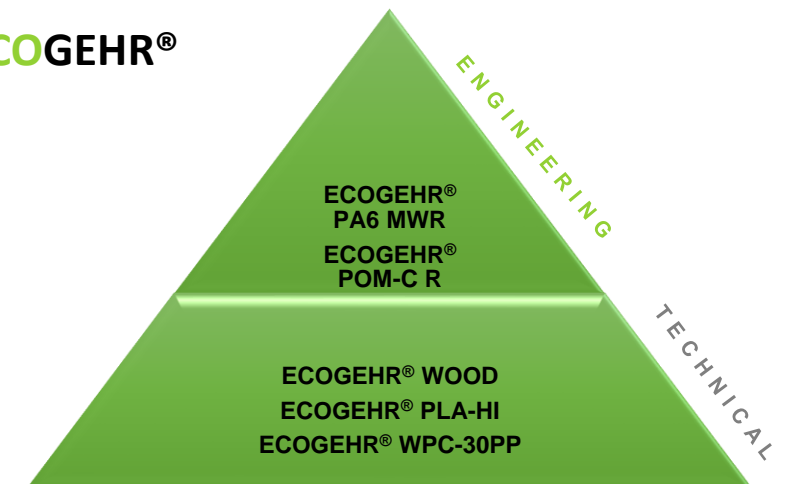 COGEHR®
ENGINEERING
ECOGEHR®
PA6 MWR
ECOGEHR®
POM-C R
TECHNICAL
ECOGEHR® WOOD
ECOGEHR® PLA-HI
ECOGEHR® WPC-30PP